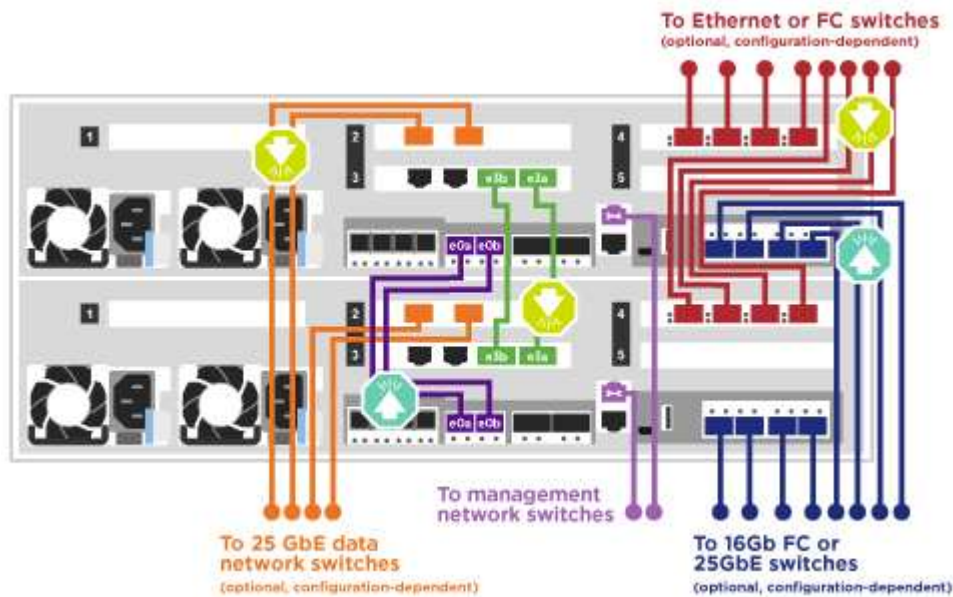 To Ethernet or FC switches
(optional, configuration-dependent)
1
2
4
3
e3b
e3a
5
e0a
e0b
1
2
4
3
e3b
e3a
5
e0a
e0b
To management
network switches
To 25 GbE data
network switches
(optional, configuration-dependent)
To 16Gb FC or
25GbE switches
(optional, configuration-dependent)